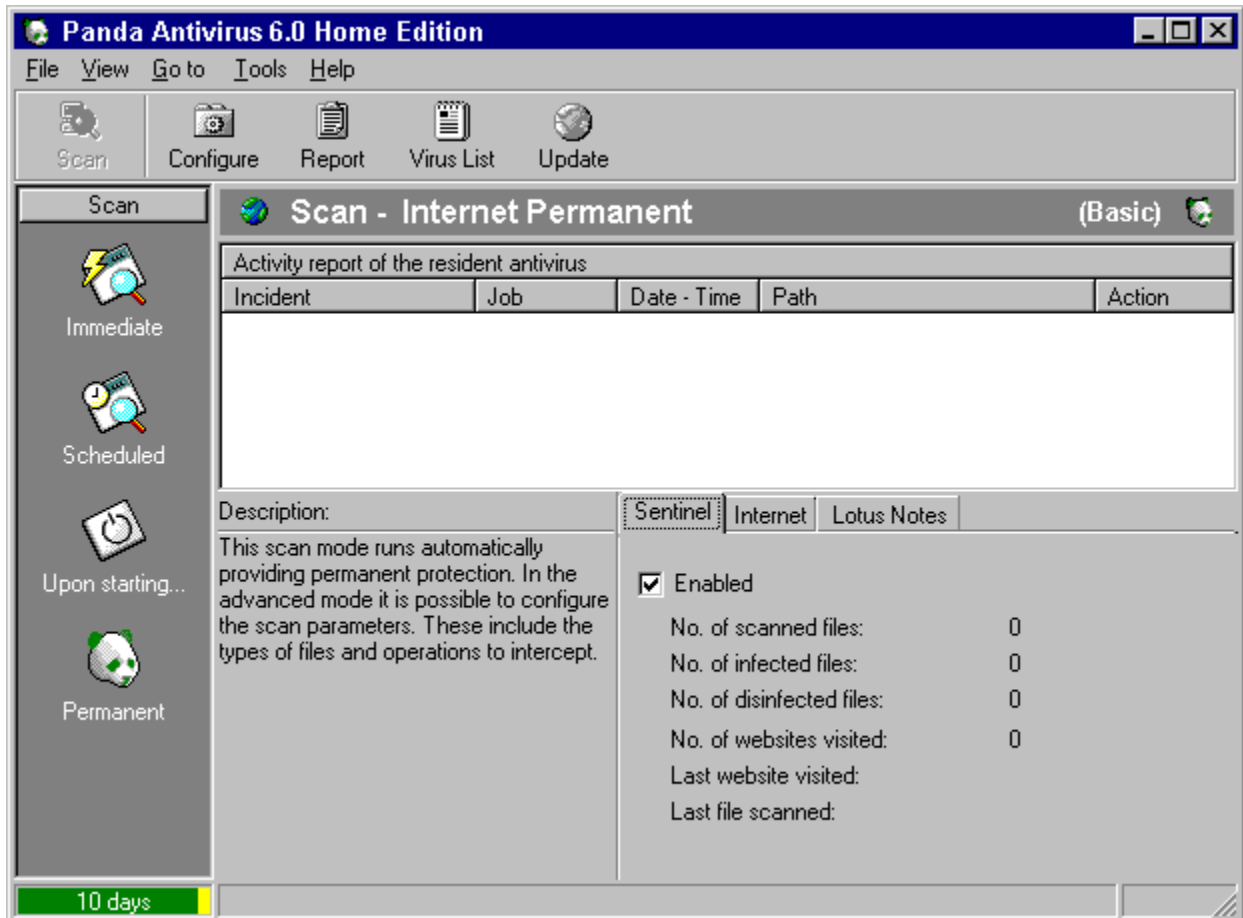 Panda Antivirus 6.0 Home Edition
File View Go to Tools Help
Scan Configure Report Virus List Update
Scan
Immediate
Scheduled
Upon starting...
Permanent
Scan - Internet Permanent (Basic)
Activity report of the resident antivirus
Incident Job Date - Time Path Action
Description:
This scan mode runs automatically
providing permanent protection. In the
advanced mode it is possible to configure
the scan parameters. These include the
types of files and operations to intercept.
Sentinel Internet Lotus Notes
Enabled
No. of scanned files: 0
No. of infected files: 0
No. of disinfected files: 0
No. of websites visited: 0
Last website visited:
Last file scanned:
10 days